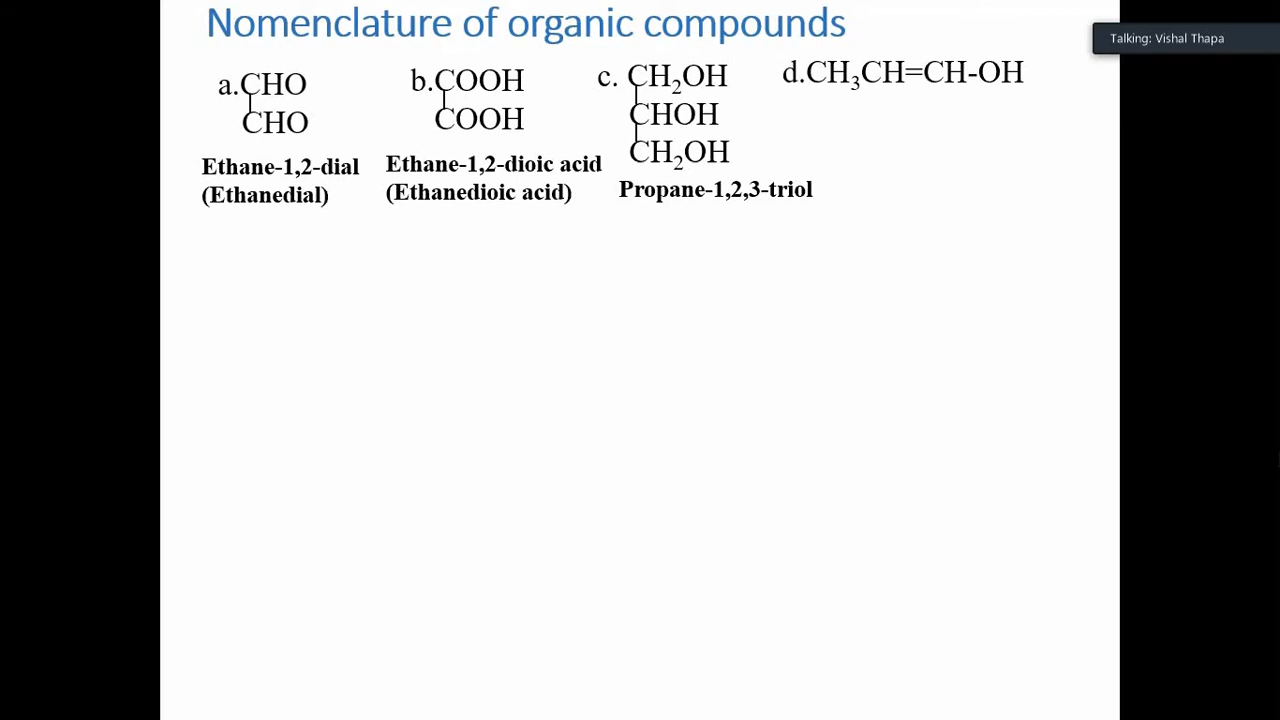 Nomenclature of organic compounds
Talking: Vishal Thapa
a.CHO
CHO
Ethane-1,2-dial
(Ethanedial)
b.COOH
COOH
Ethane-1,2-dioic acid
(Ethanedioic acid)
c. CH₂OH
CHOH
CH₂OH
Propane-1,2,3-triol
d.CH₃CH=CH-OH